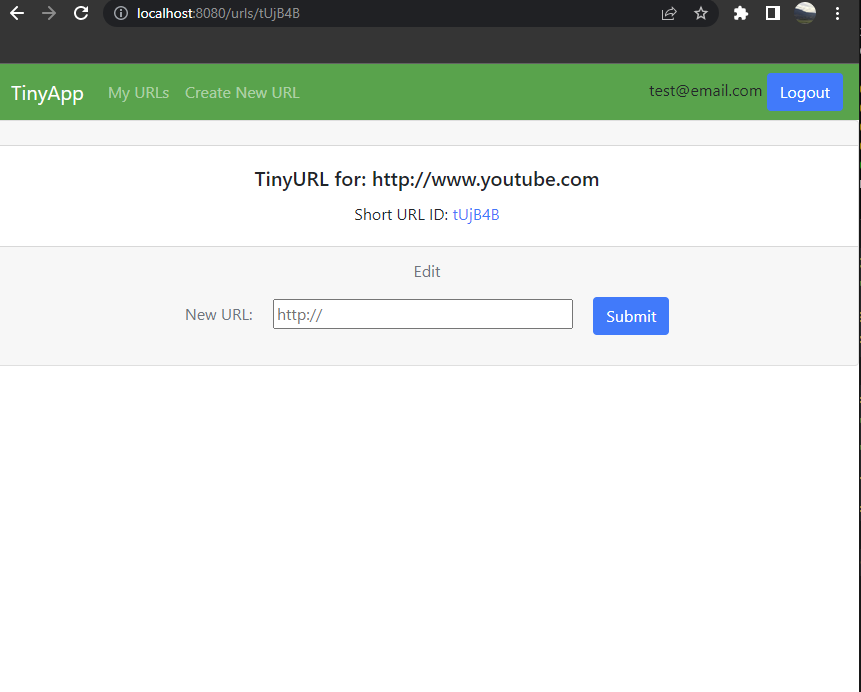 localhost:8080/urls/tUjB4B
TinyApp My URLs Create New URL test@email.com Logout
TinyURL for: http://www.youtube.com
Short URL ID: tUjB4B
Edit
New URL: http:// Submit